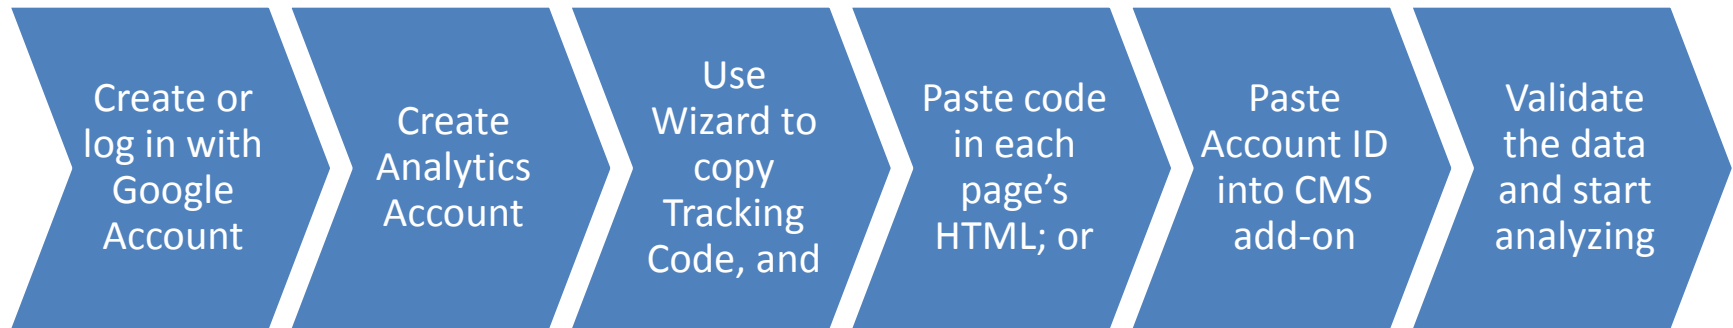 Create or
log in with
Google
Account
Create
Analytics
Account
Use
Wizard to
copy
Tracking
Code, and
Paste code
in each
page’s
HTML; or
Paste
Account ID
into CMS
add-on
Validate
the data
and start
analyzing